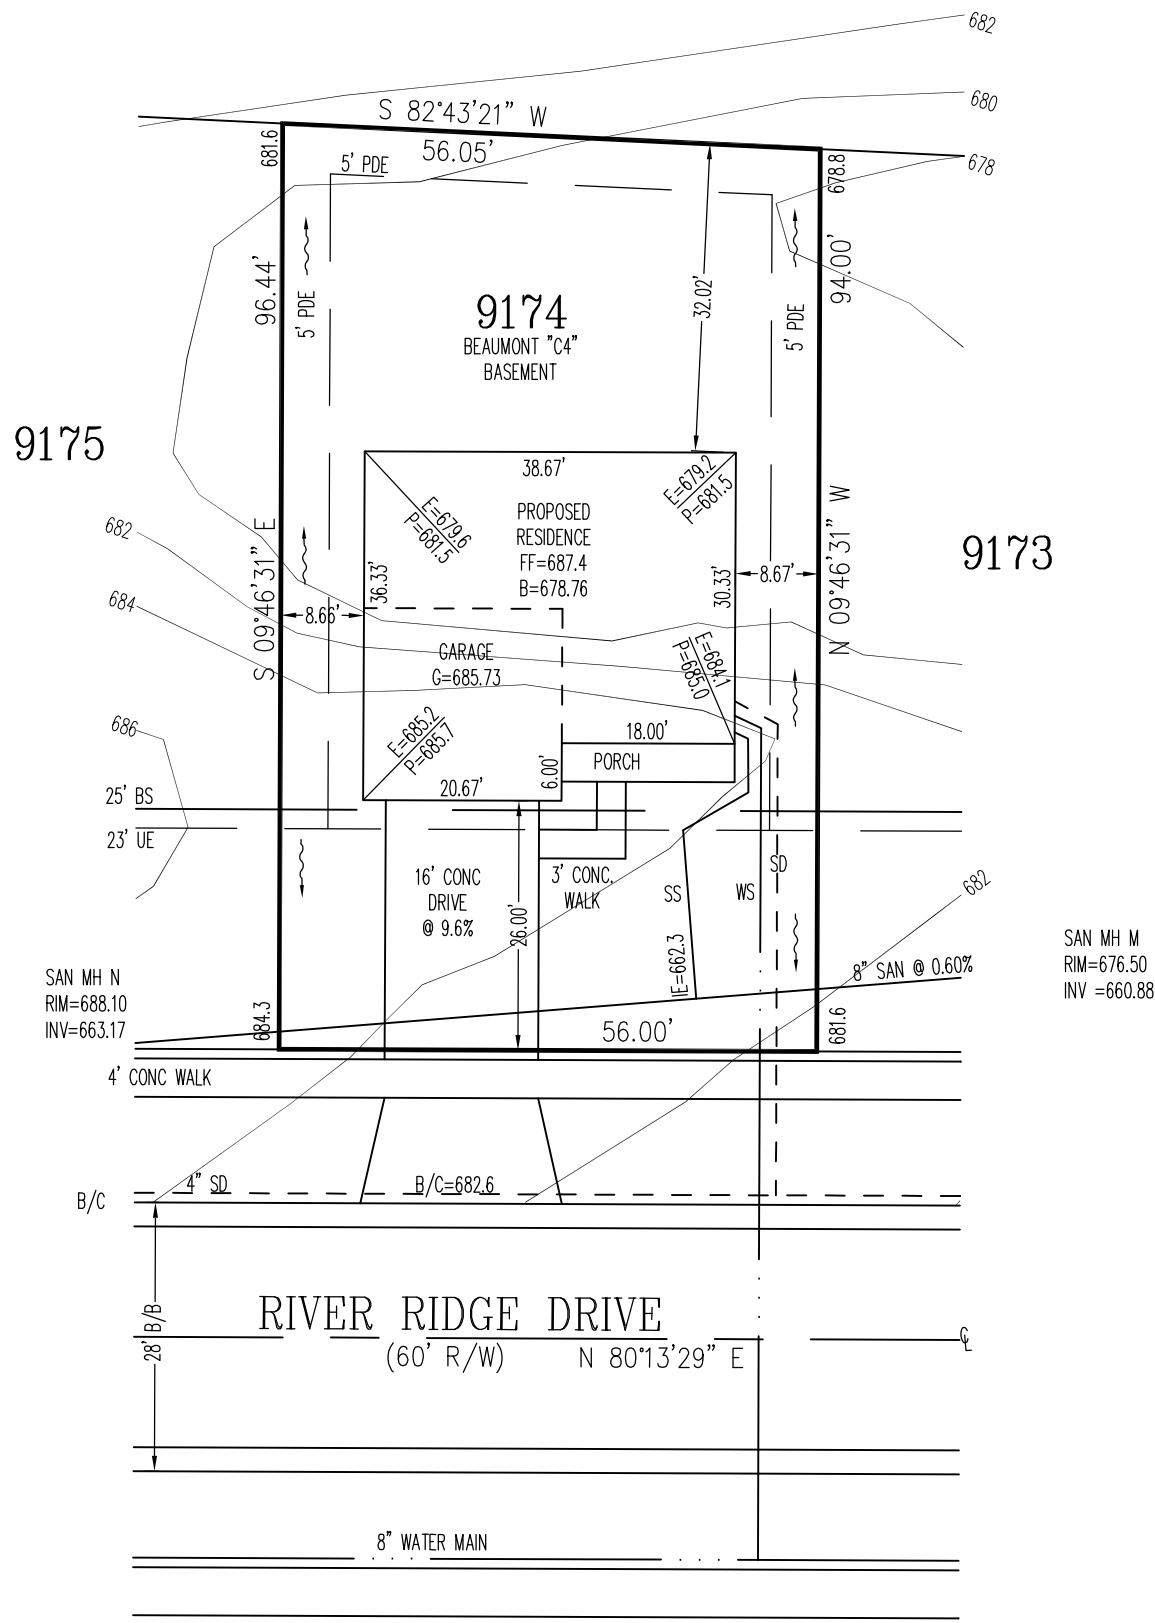 682
680
678
S 82°43'21" W
56.05'
681.6
5' PDE
678.8
96.44'
5' PDE
32.02'
94.00'
5' PDE
9174
BEAUMONT "C4"
BASEMENT
9175
9173
38.67'
E=679.6
P=681.5
E=679.2
P=681.5
PROPOSED
RESIDENCE
FF=687.4
B=678.76
682
684
686
S 09°46'31" E
N 09°46'31" W
36.33'
30.33'
8.66'
8.67'
GARAGE
G=685.73
E=684.1
P=685.0
E=685.2
P=685.7
18.00'
PORCH
6.00'
20.67'
25' BS
23' UE
16' CONC
DRIVE
@ 9.6%
26.00'
3' CONC.
WALK
SS
WS
SD
682
IE=662.3
8" SAN @ 0.60%
SAN MH N
RIM=688.10
INV=663.17
SAN MH M
RIM=676.50
INV =660.88
684.3
56.00'
681.6
4' CONC WALK
4" SD
B/C=682.6
B/C
28' B/B
RIVER RIDGE DRIVE
(60' R/W) N 80°13'29" E
℄
8" WATER MAIN